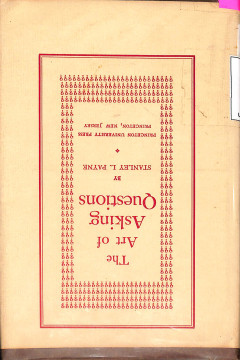 The
Art of
Asking
Questions
BY
STANLEY L. PAYNE
PRINCETON UNIVERSITY PRESS
PRINCETON, NEW JERSEY